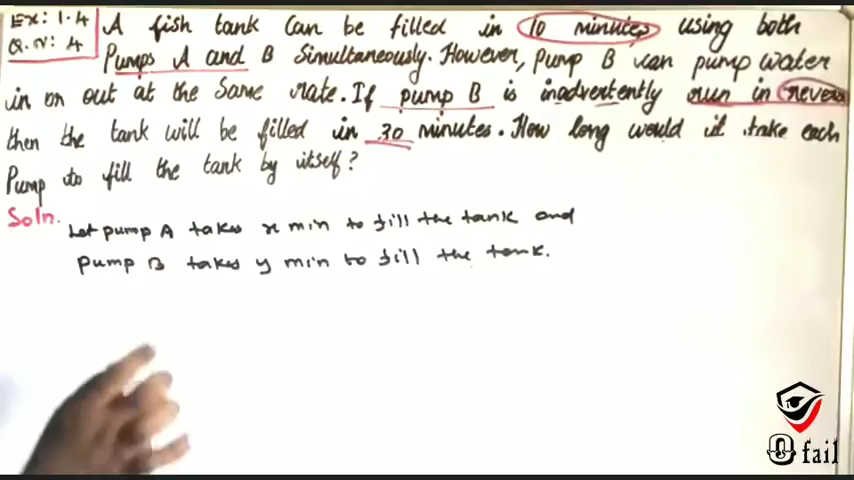 Ex: 1.4
Q.N: 4
A fish tank can be filled in 10 minutes using both
Pumps A and B Simultaneously. However, pump B can pump water
in or out at the same rate. If pump B is inadvertently run in revers
then the tank will be filled in 30 minutes. How long would it take each
Pump to fill the tank by itself?
Soln.
Let pump A takes x min to fill the tank and
pump B takes y min to fill the tank.
0 fail